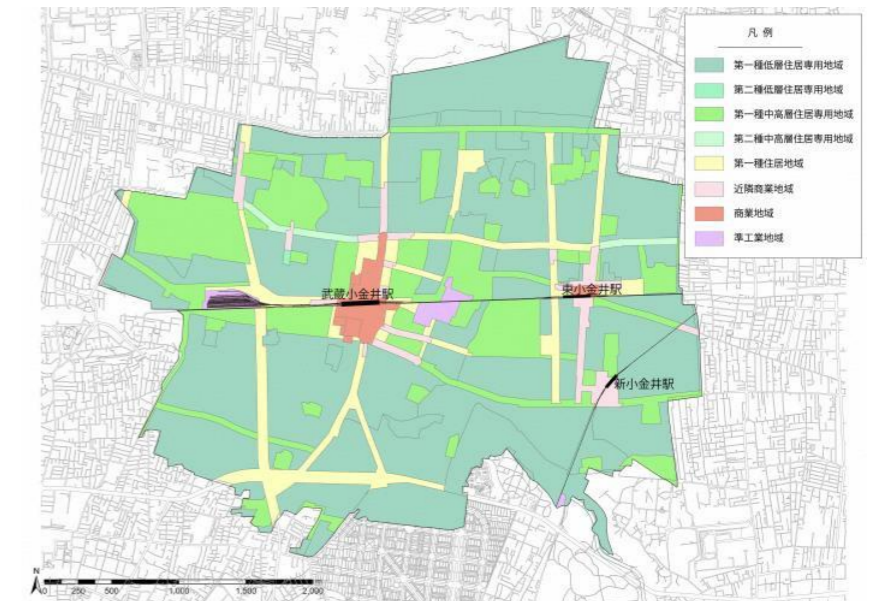 凡 例
第一種低層住居専用地域
第二種低層住居専用地域
第一種中高層住居専用地域
第二種中高層住居専用地域
第一種住居地域
近隣商業地域
商業地域
準工業地域
武蔵小金井駅
東小金井駅
新小金井駅
N
0 250 500 1,000 1,500 2,000